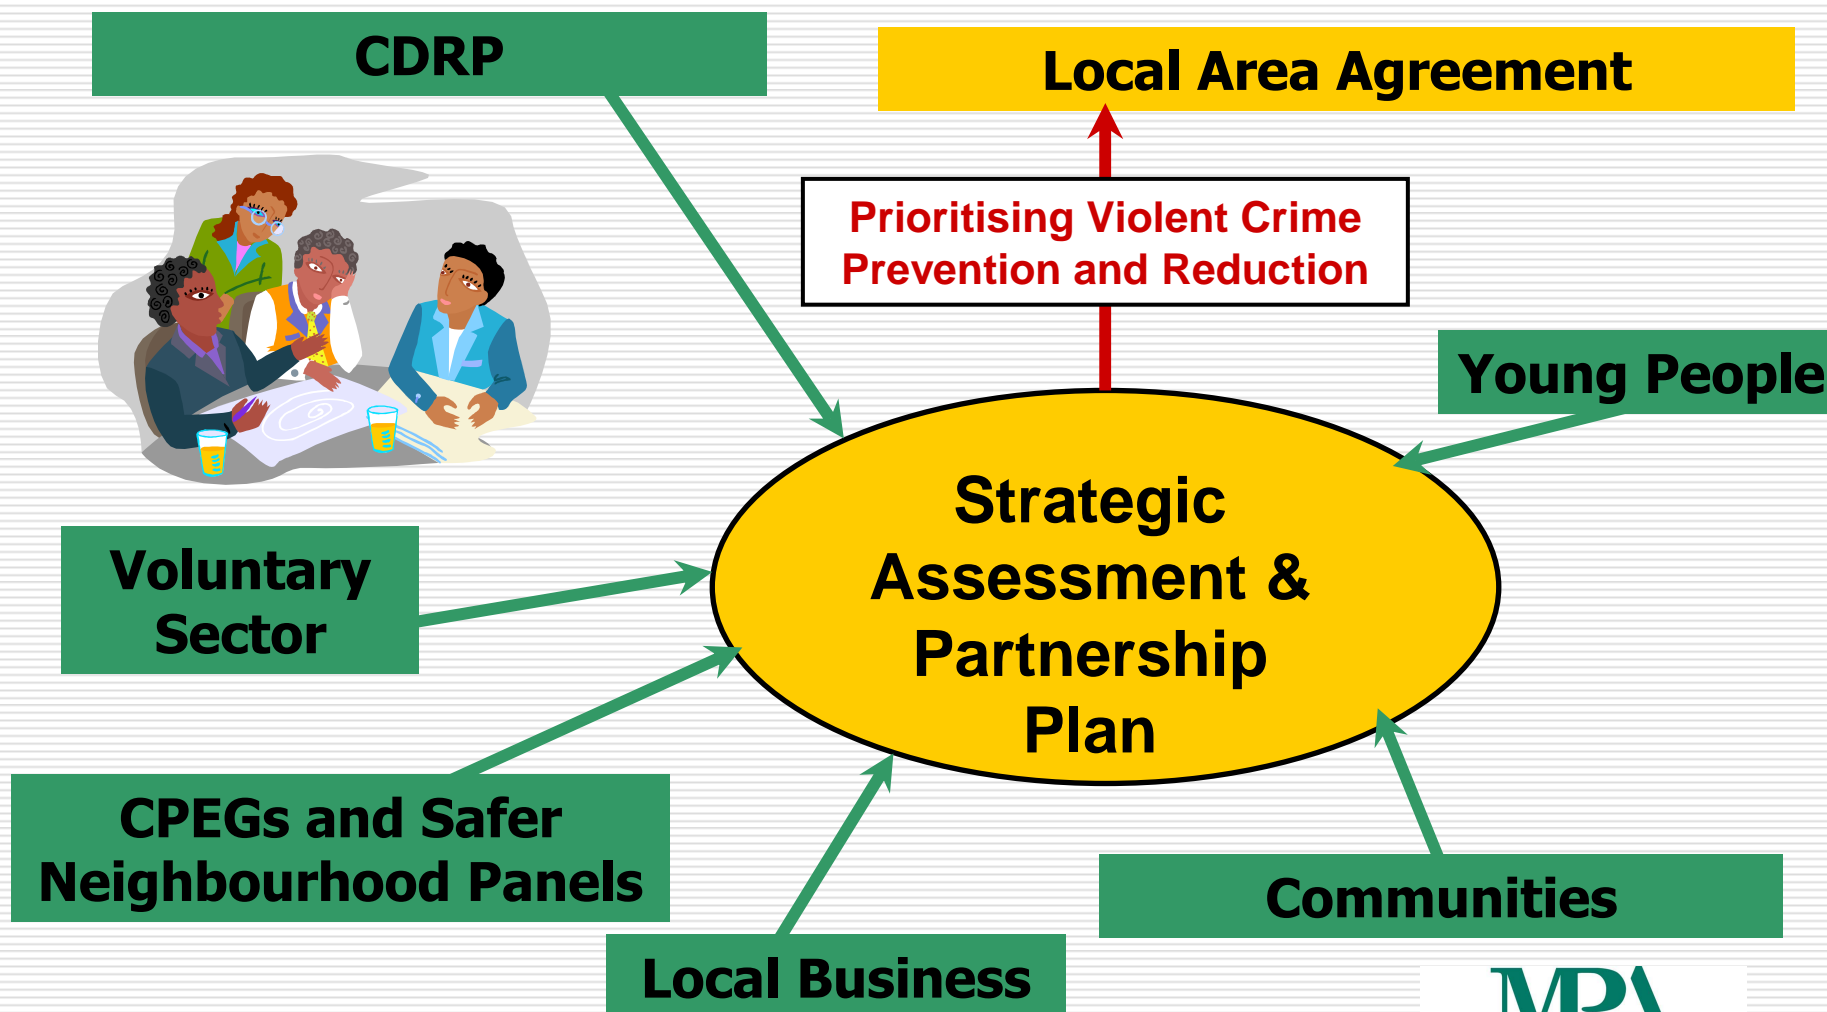 CDRP
Local Area Agreement
Prioritising Violent Crime
Prevention and Reduction
Young People
Strategic
Assessment &
Partnership
Plan
Voluntary
Sector
CPEGs and Safer
Neighbourhood Panels
Communities
Local Business
MPA